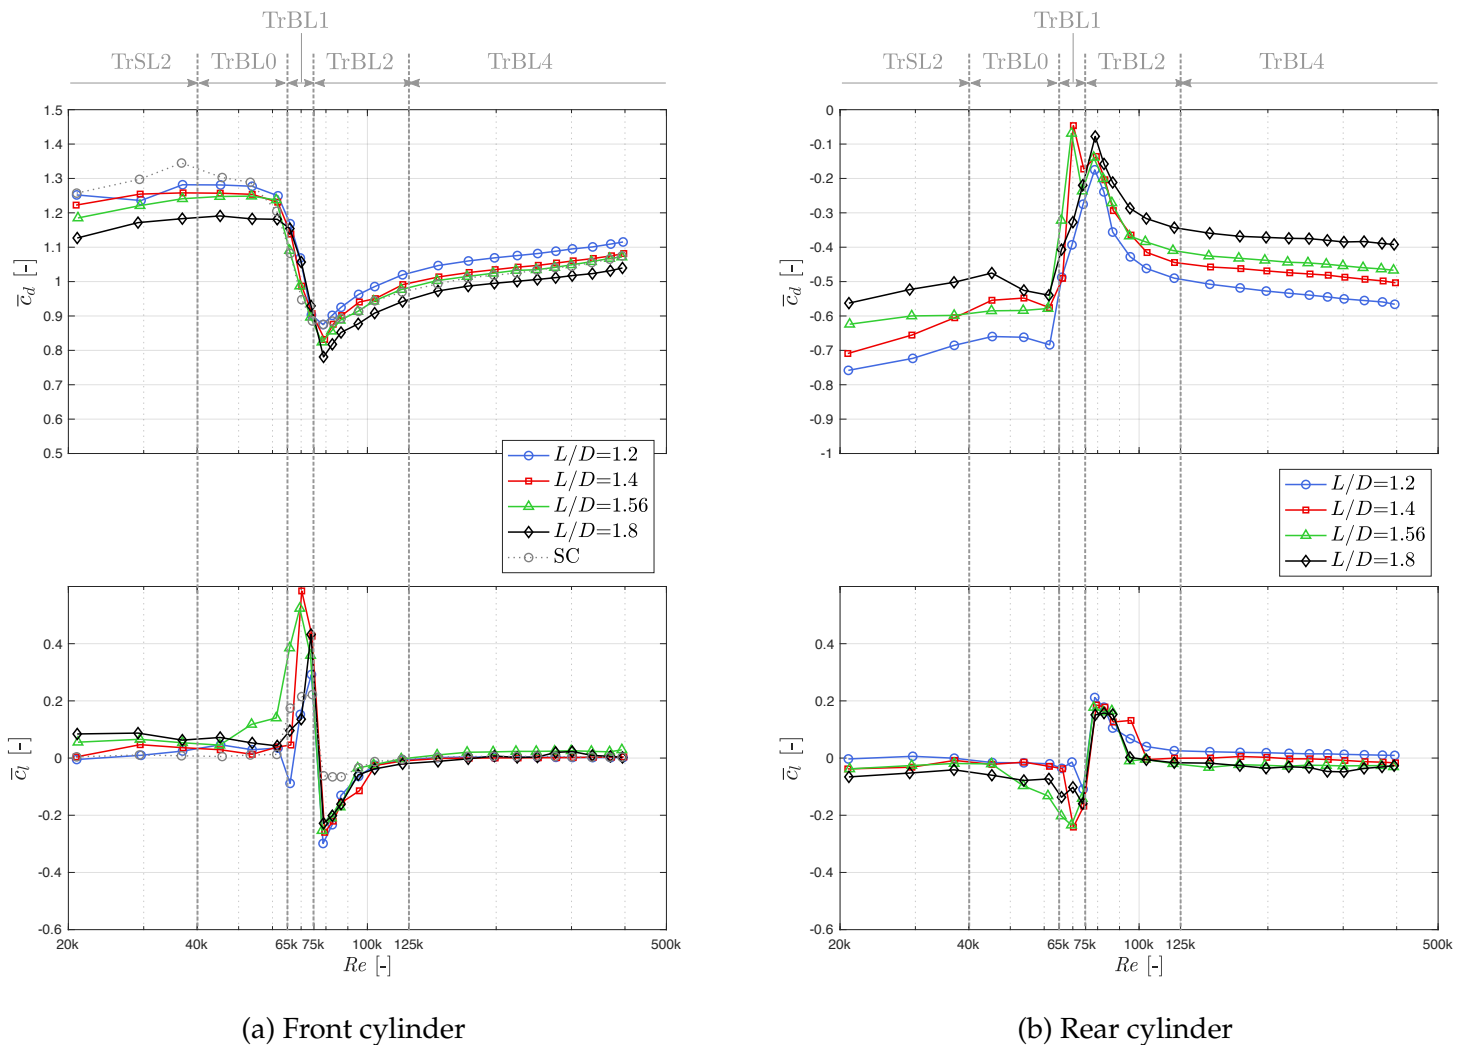 TrBL1
TrSL2 TrBL0 TrBL2 TrBL4
1.5
1.4
1.3
1.2
1.1
1
0.9
0.8
0.7
0.6
0.5
c̅d [-]
L/D=1.2
L/D=1.4
L/D=1.56
L/D=1.8
SC
0.4
0.2
0
-0.2
-0.4
-0.6
c̅l [-]
20k 40k 65k 75k 100k 125k 500k
Re [-]
(a) Front cylinder
TrBL1
TrSL2 TrBL0 TrBL2 TrBL4
0
-0.1
-0.2
-0.3
-0.4
-0.5
-0.6
-0.7
-0.8
-0.9
-1
c̅d [-]
L/D=1.2
L/D=1.4
L/D=1.56
L/D=1.8
0.4
0.2
0
-0.2
-0.4
-0.6
c̅l [-]
20k 40k 65k 75k 100k 125k 500k
Re [-]
(b) Rear cylinder